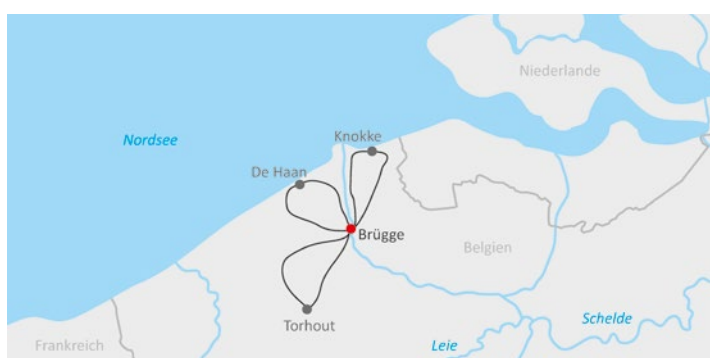 Niederlande
Nordsee
Knokke
De Haan
Brügge
Belgien
Torhout
Schelde
Frankreich
Leie